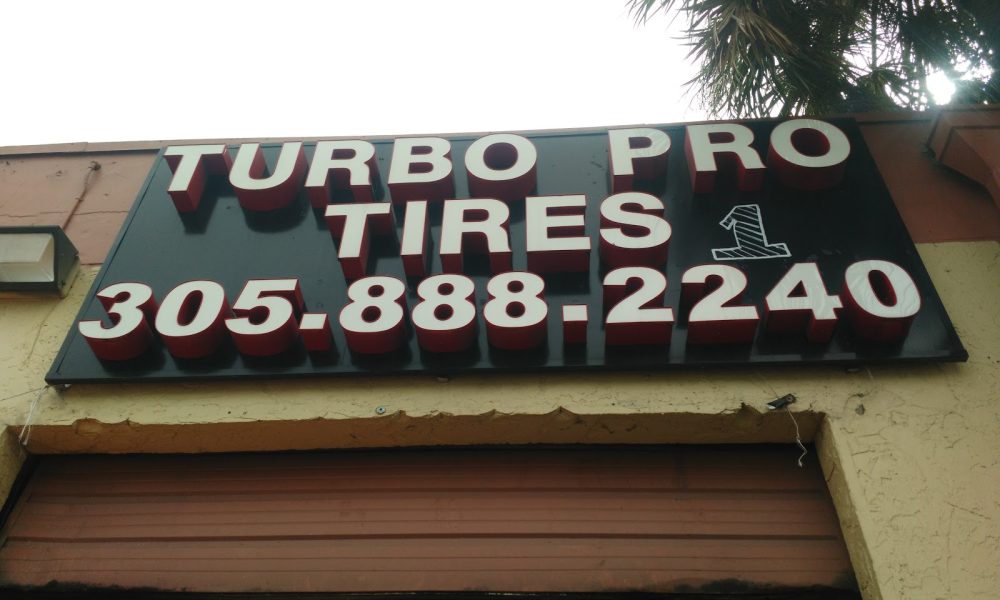 TURBO PRO
TIRES 1
305.888.2240